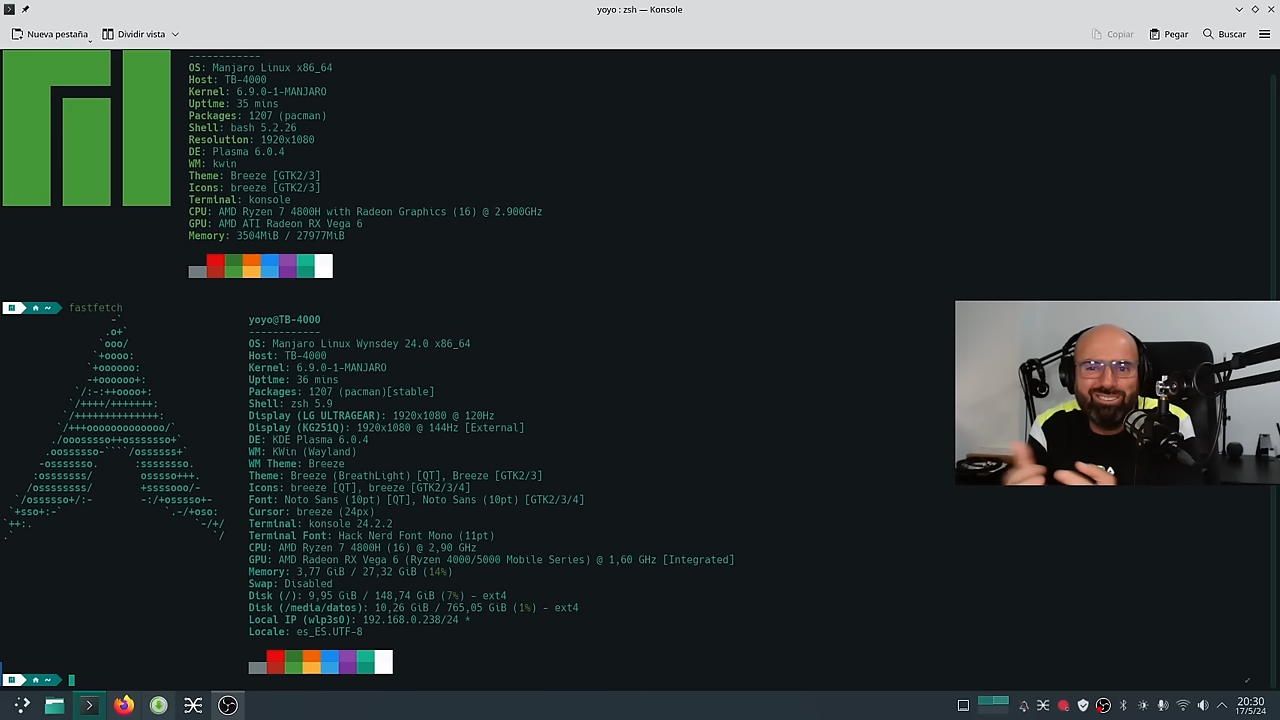 yoyo : zsh — Konsole
Nueva pestaña
Dividir vista
Copiar
Pegar
Buscar
------------
OS: Manjaro Linux x86_64
Host: TB-4000
Kernel: 6.9.0-1-MANJARO
Uptime: 35 mins
Packages: 1207 (pacman)
Shell: bash 5.2.26
Resolution: 1920x1080
DE: Plasma 6.0.4
WM: kwin
Theme: Breeze [GTK2/3]
Icons: breeze [GTK2/3]
Terminal: konsole
CPU: AMD Ryzen 7 4800H with Radeon Graphics (16) @ 2.900GHz
GPU: AMD ATI Radeon RX Vega 6
Memory: 3504MiB / 27977MiB
~ fastfetch
yoyo@TB-4000
------------
OS: Manjaro Linux Wynsdey 24.0 x86_64
Host: TB-4000
Kernel: 6.9.0-1-MANJARO
Uptime: 36 mins
Packages: 1207 (pacman)[stable]
Shell: zsh 5.9
Display (LG ULTRAGEAR): 1920x1080 @ 120Hz
Display (KG251Q): 1920x1080 @ 144Hz [External]
DE: KDE Plasma 6.0.4
WM: KWin (Wayland)
WM Theme: Breeze
Theme: Breeze (BreathLight) [QT], Breeze [GTK2/3]
Icons: breeze [QT], breeze [GTK2/3/4]
Font: Noto Sans (10pt) [QT], Noto Sans (10pt) [GTK2/3/4]
Cursor: breeze (24px)
Terminal: konsole 24.2.2
Terminal Font: Hack Nerd Font Mono (11pt)
CPU: AMD Ryzen 7 4800H (16) @ 2,90 GHz
GPU: AMD Radeon RX Vega 6 (Ryzen 4000/5000 Mobile Series) @ 1,60 GHz [Integrated]
Memory: 3,77 GiB / 27,32 GiB (14%)
Swap: Disabled
Disk (/): 9,95 GiB / 148,74 GiB (7%) - ext4
Disk (/media/datos): 10,26 GiB / 765,05 GiB (1%) - ext4
Local IP (wlp3s0): 192.168.0.238/24 *
Locale: es_ES.UTF-8
~
20:30
17/5/24